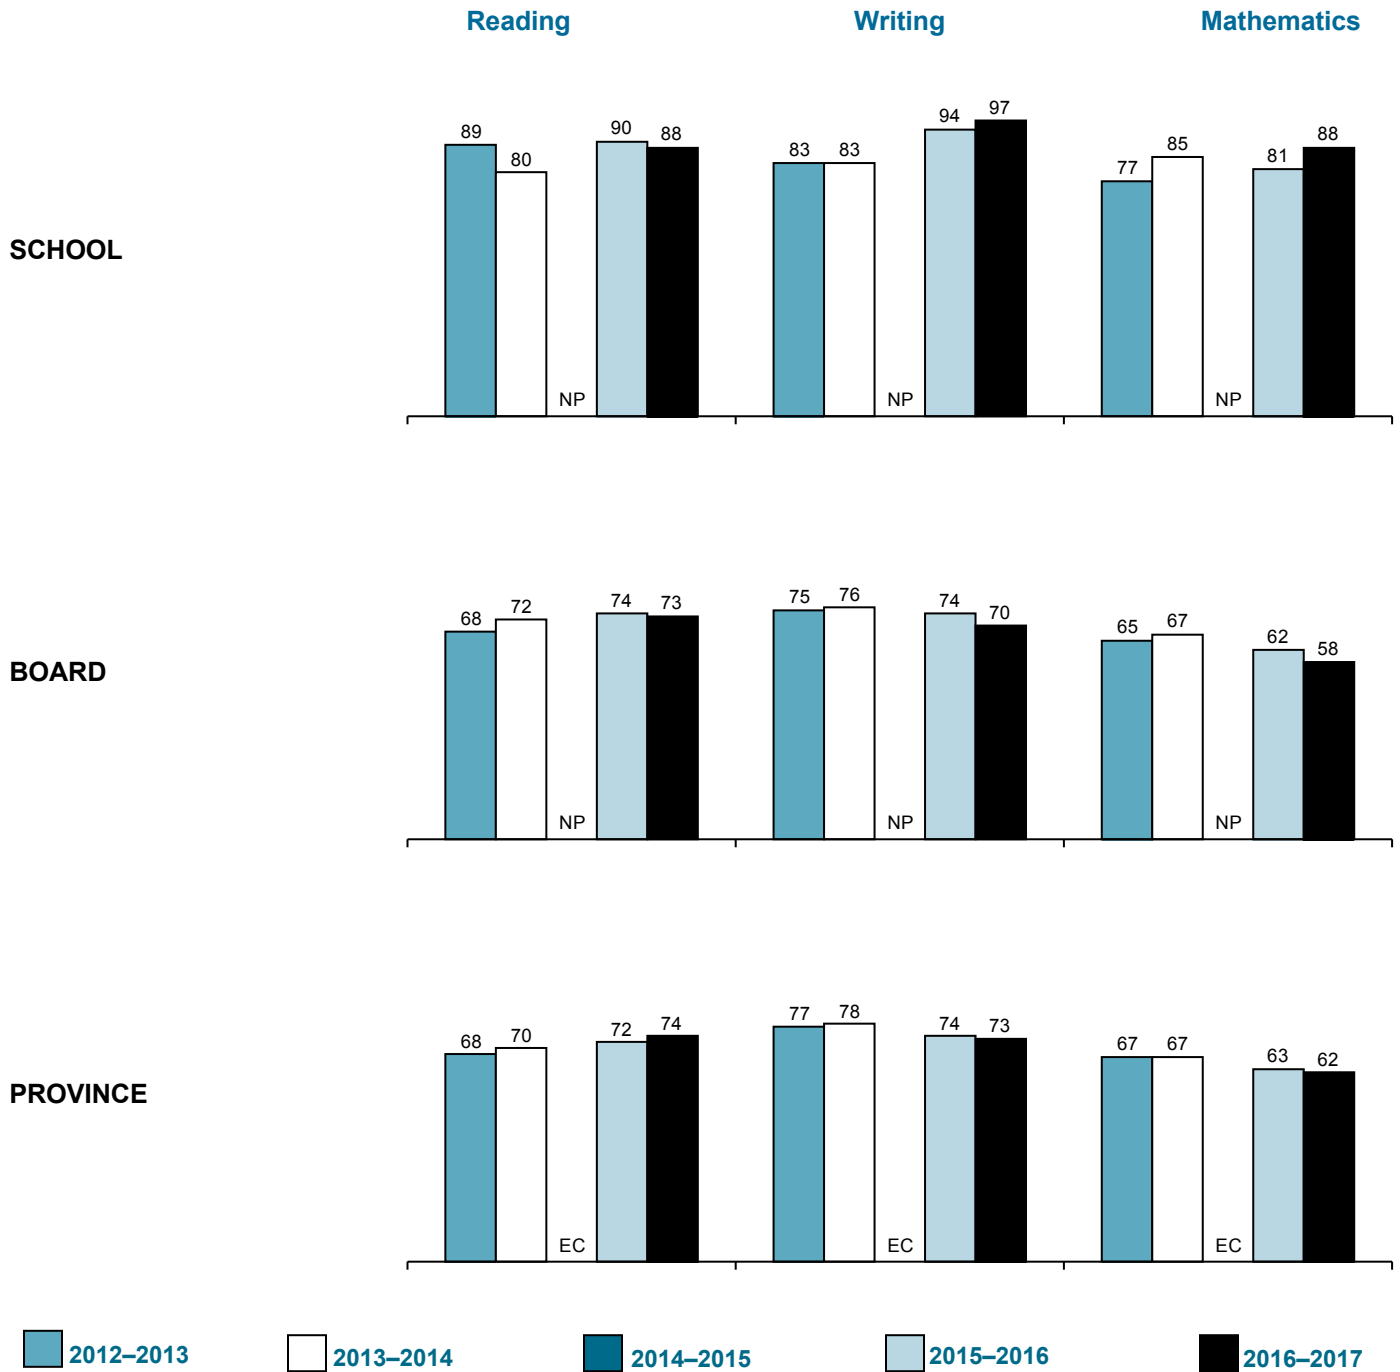 Reading Writing Mathematics
SCHOOL
89 80 NP 90 88 83 83 NP 94 97 77 85 NP 81 88
BOARD
68 72 NP 74 73 75 76 NP 74 70 65 67 NP 62 58
PROVINCE
68 70 EC 72 74 77 78 EC 74 73 67 67 EC 63 62
2012–2013 2013–2014 2014–2015 2015–2016 2016–2017